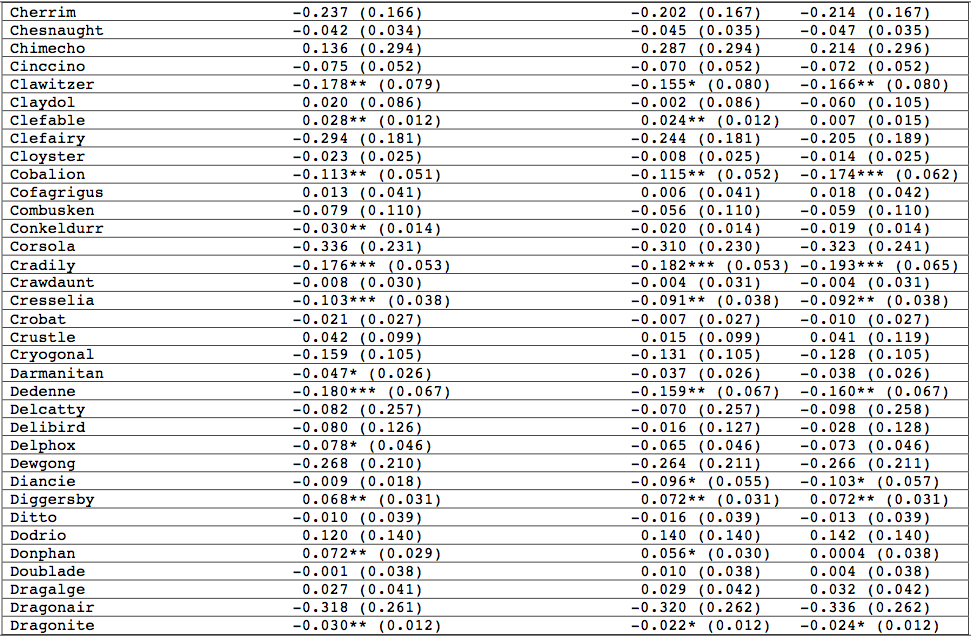 Cherrim -0.237 (0.166) -0.202 (0.167) -0.214 (0.167)
Chesnaught -0.042 (0.034) -0.045 (0.035) -0.047 (0.035)
Chimecho 0.136 (0.294) 0.287 (0.294) 0.214 (0.296)
Cinccino -0.075 (0.052) -0.070 (0.052) -0.072 (0.052)
Clawitzer -0.178** (0.079) -0.155* (0.080) -0.166** (0.080)
Claydol 0.020 (0.086) -0.002 (0.086) -0.060 (0.105)
Clefable 0.028** (0.012) 0.024** (0.012) 0.007 (0.015)
Clefairy -0.294 (0.181) -0.244 (0.181) -0.205 (0.189)
Cloyster -0.023 (0.025) -0.008 (0.025) -0.014 (0.025)
Cobalion -0.113** (0.051) -0.115** (0.052) -0.174*** (0.062)
Cofagrigus 0.013 (0.041) 0.006 (0.041) 0.018 (0.042)
Combusken -0.079 (0.110) -0.056 (0.110) -0.059 (0.110)
Conkeldurr -0.030** (0.014) -0.020 (0.014) -0.019 (0.014)
Corsola -0.336 (0.231) -0.310 (0.230) -0.323 (0.241)
Cradily -0.176*** (0.053) -0.182*** (0.053) -0.193*** (0.065)
Crawdaunt -0.008 (0.030) -0.004 (0.031) -0.004 (0.031)
Cresselia -0.103*** (0.038) -0.091** (0.038) -0.092** (0.038)
Crobat -0.021 (0.027) -0.007 (0.027) -0.010 (0.027)
Crustle 0.042 (0.099) 0.015 (0.099) 0.041 (0.119)
Cryogonal -0.159 (0.105) -0.131 (0.105) -0.128 (0.105)
Darmanitan -0.047* (0.026) -0.037 (0.026) -0.038 (0.026)
Dedenne -0.180*** (0.067) -0.159** (0.067) -0.160** (0.067)
Delcatty -0.082 (0.257) -0.070 (0.257) -0.098 (0.258)
Delibird -0.080 (0.126) -0.016 (0.127) -0.028 (0.128)
Delphox -0.078* (0.046) -0.065 (0.046) -0.073 (0.046)
Dewgong -0.268 (0.210) -0.264 (0.211) -0.266 (0.211)
Diancie -0.009 (0.018) -0.096* (0.055) -0.103* (0.057)
Diggersby 0.068** (0.031) 0.072** (0.031) 0.072** (0.031)
Ditto -0.010 (0.039) -0.016 (0.039) -0.013 (0.039)
Dodrio 0.120 (0.140) 0.140 (0.140) 0.142 (0.140)
Donphan 0.072** (0.029) 0.056* (0.030) 0.0004 (0.038)
Doublade -0.001 (0.038) 0.010 (0.038) 0.004 (0.038)
Dragalge 0.027 (0.041) 0.029 (0.042) 0.032 (0.042)
Dragonair -0.318 (0.261) -0.320 (0.262) -0.336 (0.262)
Dragonite -0.030** (0.012) -0.022* (0.012) -0.024* (0.012)